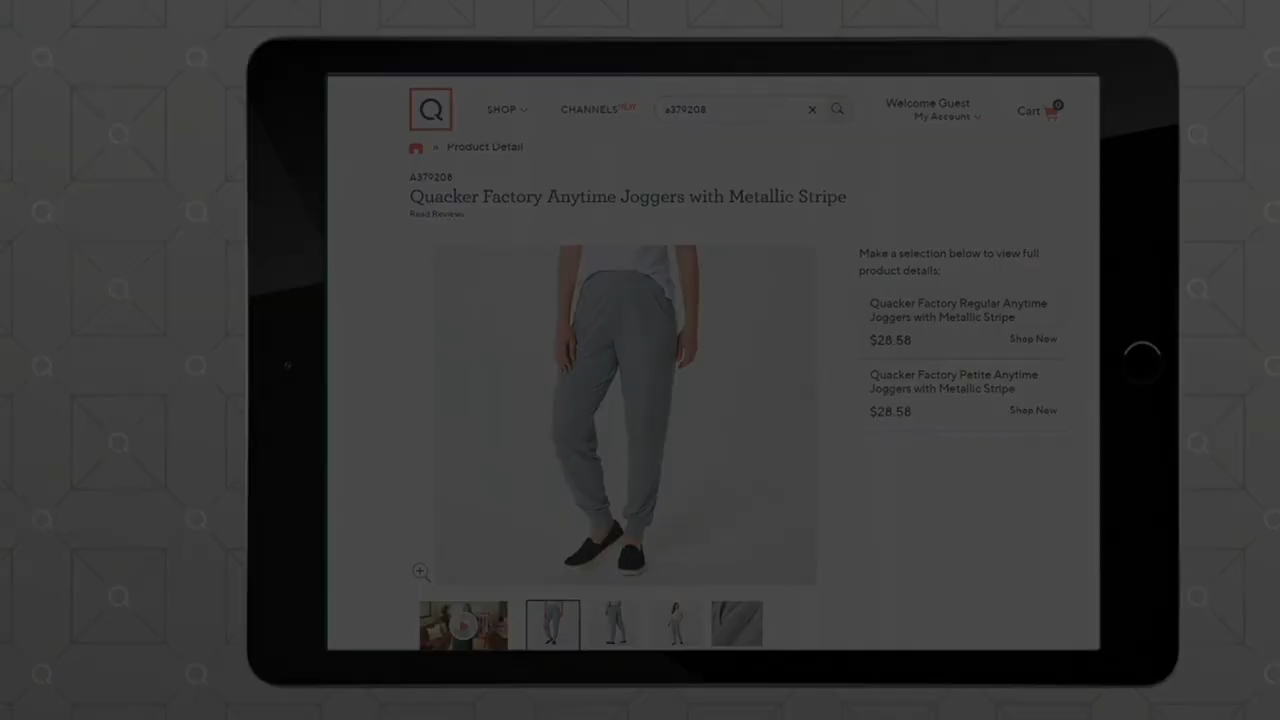 Q
SHOP
CHANNELS NEW
a379208
Welcome Guest
My Account
Cart
0
» Product Detail
A379208
Quacker Factory Anytime Joggers with Metallic Stripe
Read Reviews
Make a selection below to view full
product details:
Quacker Factory Regular Anytime
Joggers with Metallic Stripe
$28.58
Shop Now
Quacker Factory Petite Anytime
Joggers with Metallic Stripe
$28.58
Shop Now